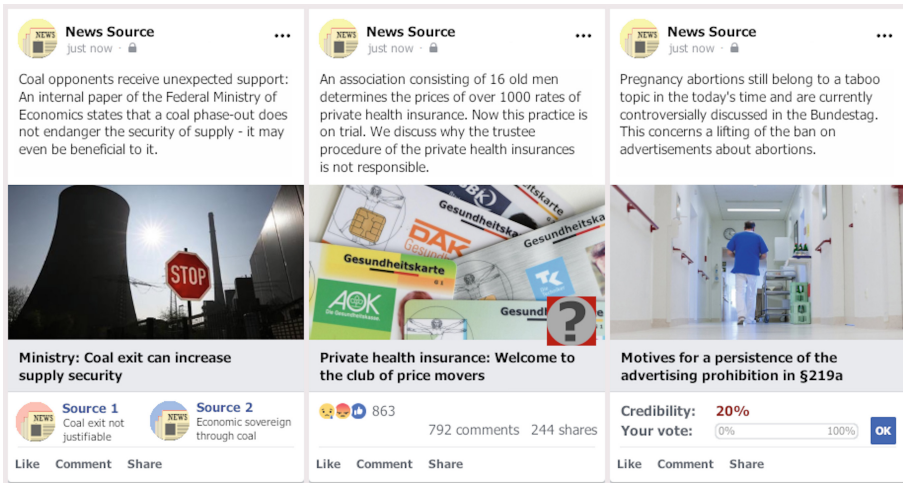 News Source
just now
Coal opponents receive unexpected support:
An internal paper of the Federal Ministry of
Economics states that a coal phase-out does
not endanger the security of supply - it may
even be beneficial to it.
STOP
Ministry: Coal exit can increase
supply security
NEWS
Source 1
Coal exit not
justifiable
NEWS
Source 2
Economic sovereign
through coal
Like Comment Share
News Source
just now
An association consisting of 16 old men
determines the prices of over 1000 rates of
private health insurance. Now this practice is
on trial. We discuss why the trustee
procedure of the private health insurances
is not responsible.
Gesundheitska
DAK
Gesund
Gesundheitska
Gesundheitskarte
AOK
Die Gesundheitskasse.
TK
Gesund
?
Private health insurance: Welcome to
the club of price movers
863
792 comments 244 shares
Like Comment Share
News Source
just now
Pregnancy abortions still belong to a taboo
topic in the today's time and are currently
controversially discussed in the Bundestag.
This concerns a lifting of the ban on
advertisements about abortions.
Motives for a persistence of the
advertising prohibition in §219a
Credibility: 20%
Your vote: 0% 100% OK
Like Comment Share